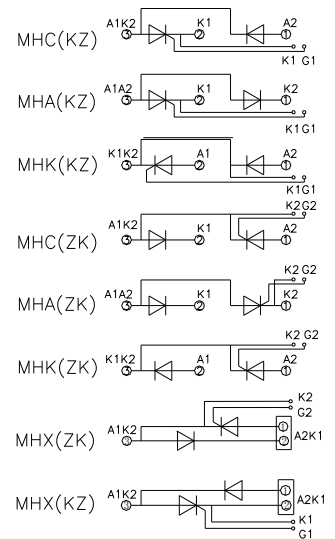 A1K2 K1 A2
MHC(KZ) 3 2 1
K1 G1
A1A2 K1 K2
MHA(KZ) 3 2 1
K1G1
K1K2 A1 A2
MHK(KZ) 3 2 1
K1G1
K2G2
A1K2 K1 A2
MHC(ZK) 3 2 1
K2 G2
A1A2 K1 K2
MHA(ZK) 3 2 1
K2 G2
K1K2 A1 A2
MHK(ZK) 3 2 1
K2
G2
A1K2 1
MHX(ZK) 3 2 A2K1
A1K2 1
MHX(KZ) 3 2 A2K1
K1
G1